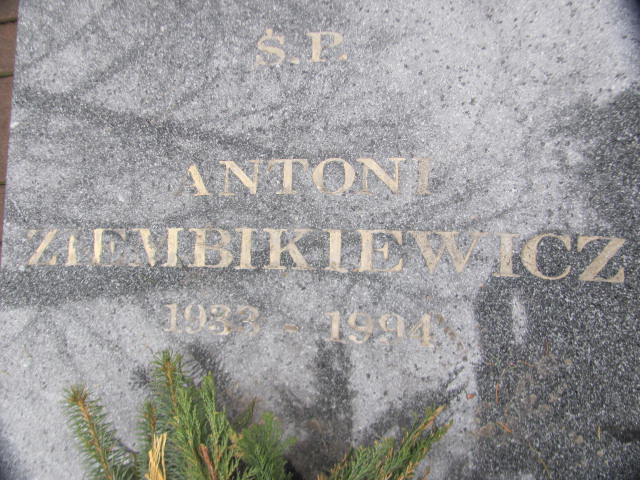 Ś.P.
ANTONI
ZIEMBIKIEWICZ
1933 - 1994